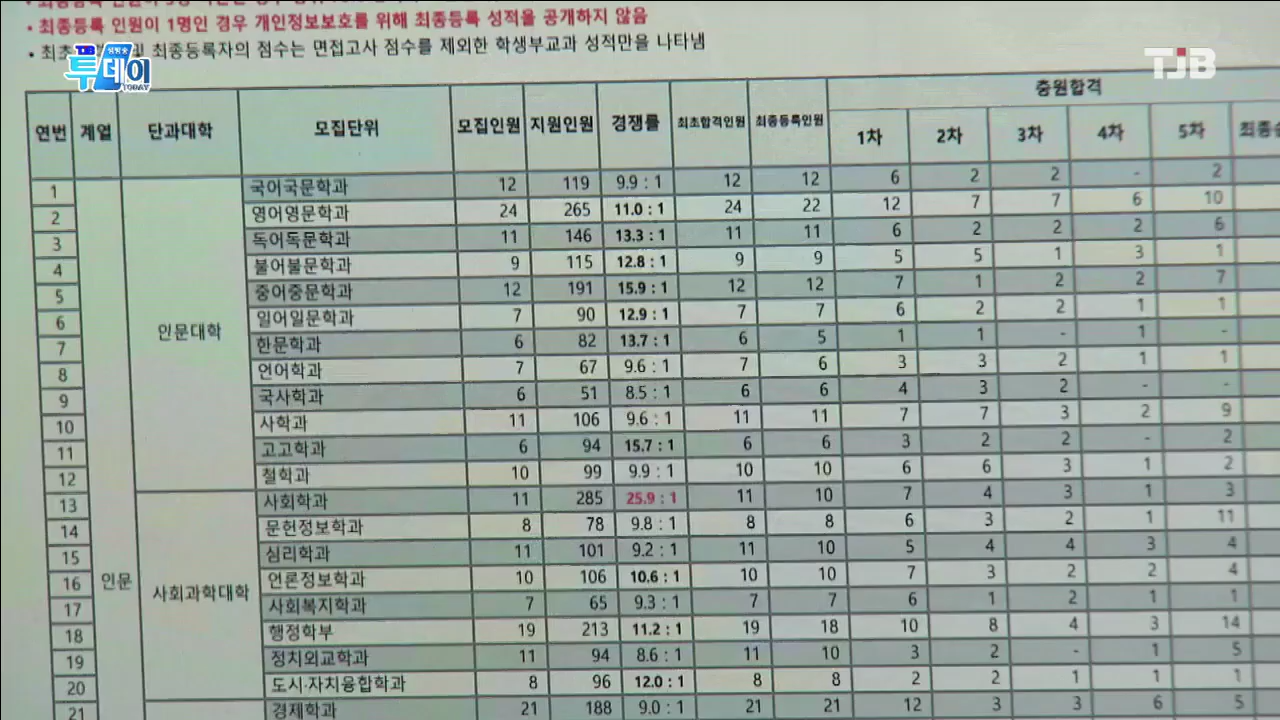 • 최종등록 인원이 1명인 경우 개인정보보호를 위해 최종등록 성적을 공개하지 않음
최종등록자의 점수는 면접고사 점수를 제외한 학생부교과 성적만을 나타냄
TJB
투데이
TODAY
TJB
충원합격
연번 계열 단과대학 모집단위 모집인원 지원인원 경쟁률 최초합격인원 최종등록인원 1차 2차 3차 4차 5차
1 국어국문학과 12 119 9.9 : 1 12 12 6 2 2 - 2
2 영어영문학과 24 265 11.0 : 1 24 22 12 7 7 6 10
3 독어독문학과 11 146 13.3 : 1 11 11 6 2 2 2 6
4 불어불문학과 9 115 12.8 : 1 9 9 5 5 1 3 1
5 중어중문학과 12 191 15.9 : 1 12 12 7 1 2 2 7
6 일어일문학과 7 90 12.9 : 1 7 7 6 2 2 1 1
인문대학
7 한문학과 6 82 13.7 : 1 6 5 1 1 - 1 -
8 언어학과 7 67 9.6 : 1 7 6 3 3 2 1 1
9 국사학과 6 51 8.5 : 1 6 6 4 3 2 - -
10 사학과 11 106 9.6 : 1 11 11 7 7 3 2 9
11 고고학과 6 94 15.7 : 1 6 6 3 2 2 - 2
12 철학과 10 99 9.9 : 1 10 10 6 6 3 1 2
13 사회학과 11 285 25.9 : 1 11 10 7 4 3 1 3
14 문헌정보학과 8 78 9.8 : 1 8 8 6 3 2 1 11
15 심리학과 11 101 9.2 : 1 11 10 5 4 4 3 4
16 인문 언론정보학과 10 106 10.6 : 1 10 10 7 3 2 2 4
사회과학대학
17 사회복지학과 7 65 9.3 : 1 7 7 6 1 2 1 1
18 행정학부 19 213 11.2 : 1 19 18 10 8 4 3 14
19 정치외교학과 11 94 8.6 : 1 11 10 3 2 - 1 5
20 도시·자치융합학과 8 96 12.0 : 1 8 8 2 2 1 1 1
21 경제학과 21 188 9.0 : 1 21 21 12 3 3 6 5